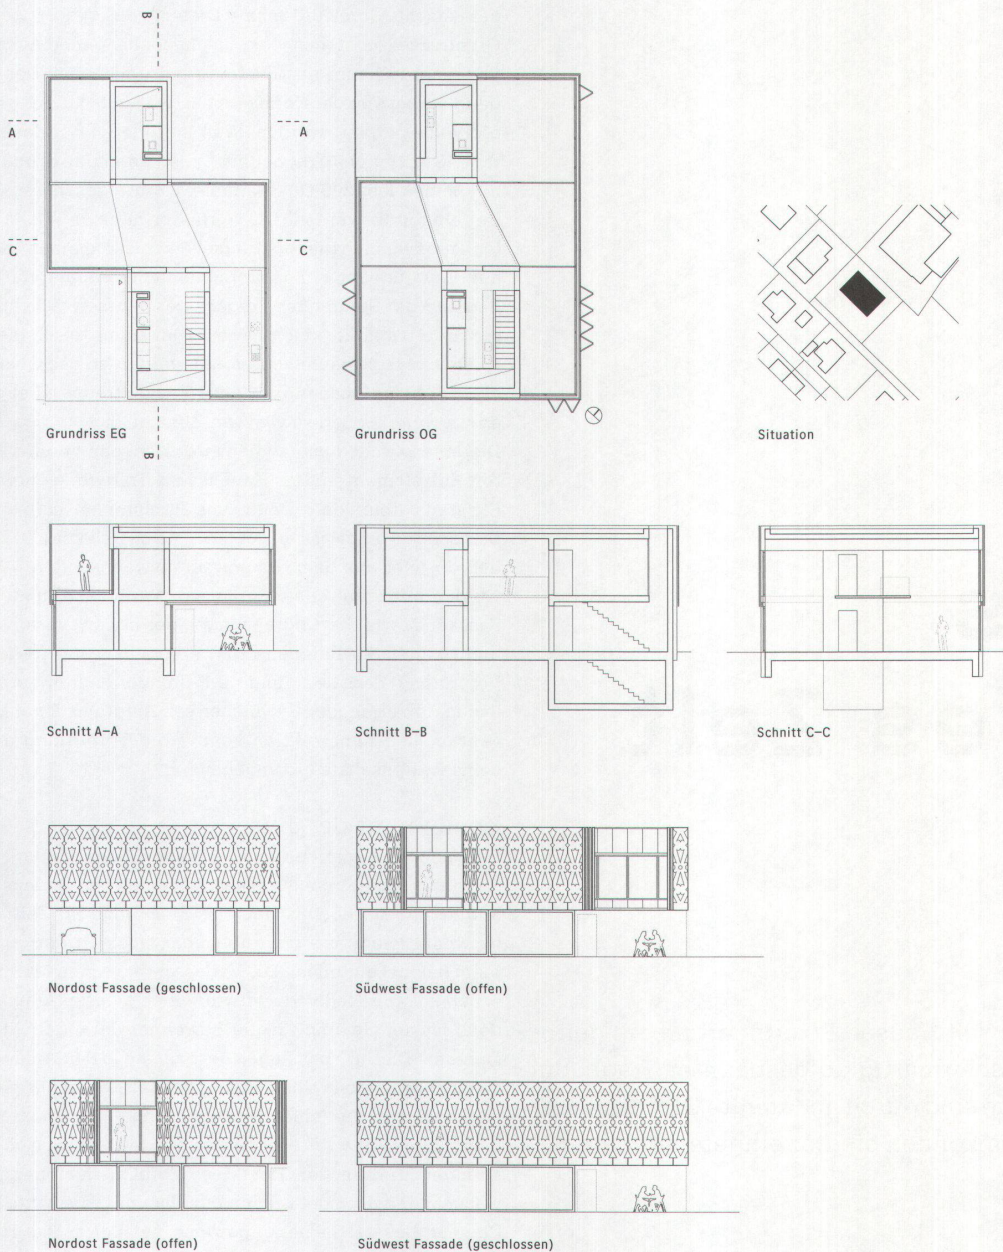 B
A
A
C
C
Grundriss EG
B
Grundriss OG
Situation
Schnitt A–A
Schnitt B–B
Schnitt C–C
Nordost Fassade (geschlossen)
Südwest Fassade (offen)
Nordost Fassade (offen)
Südwest Fassade (geschlossen)